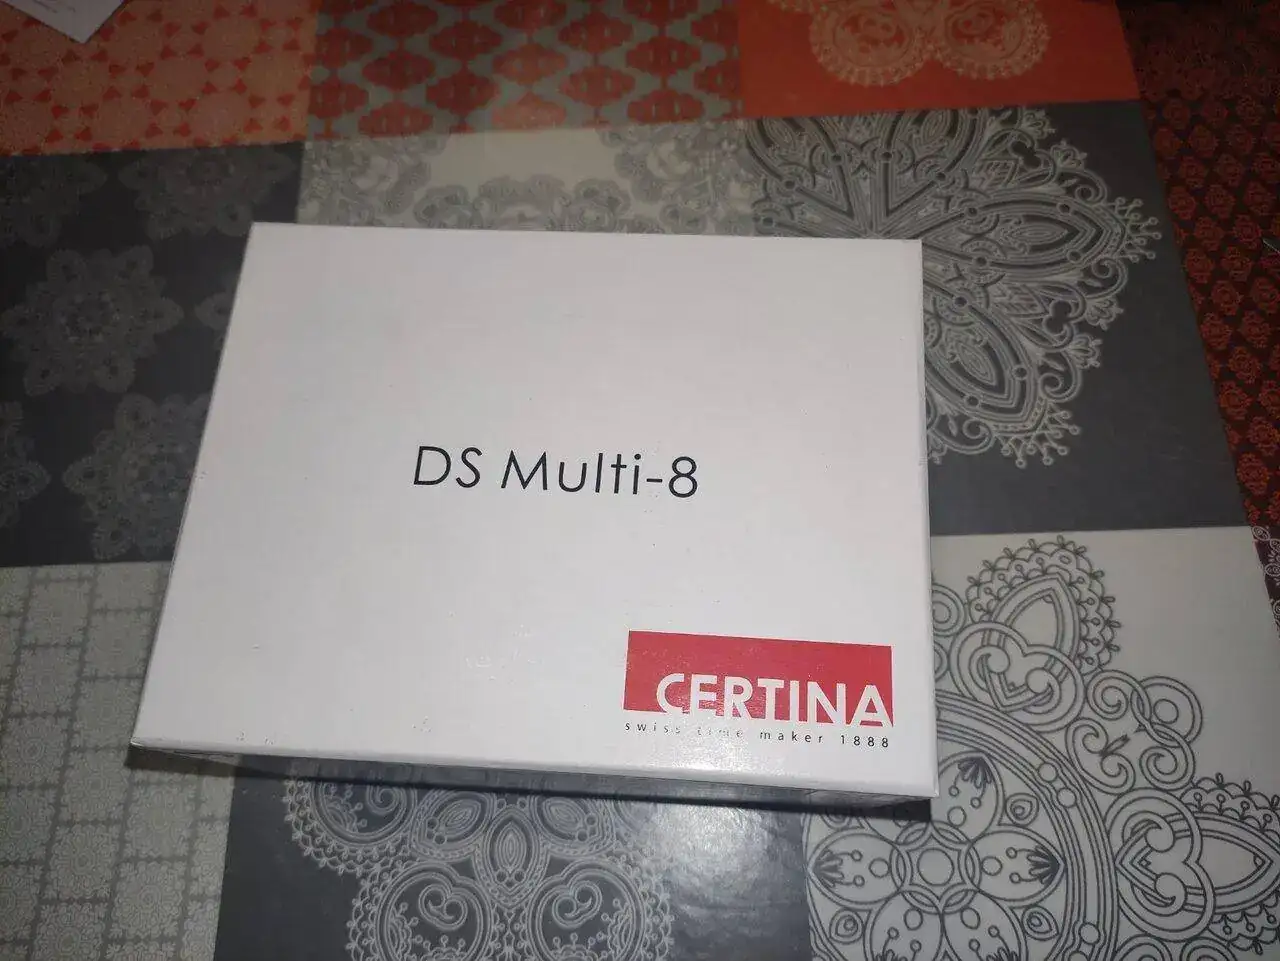 DS Multi-8
CERTINA
swiss time maker 1888